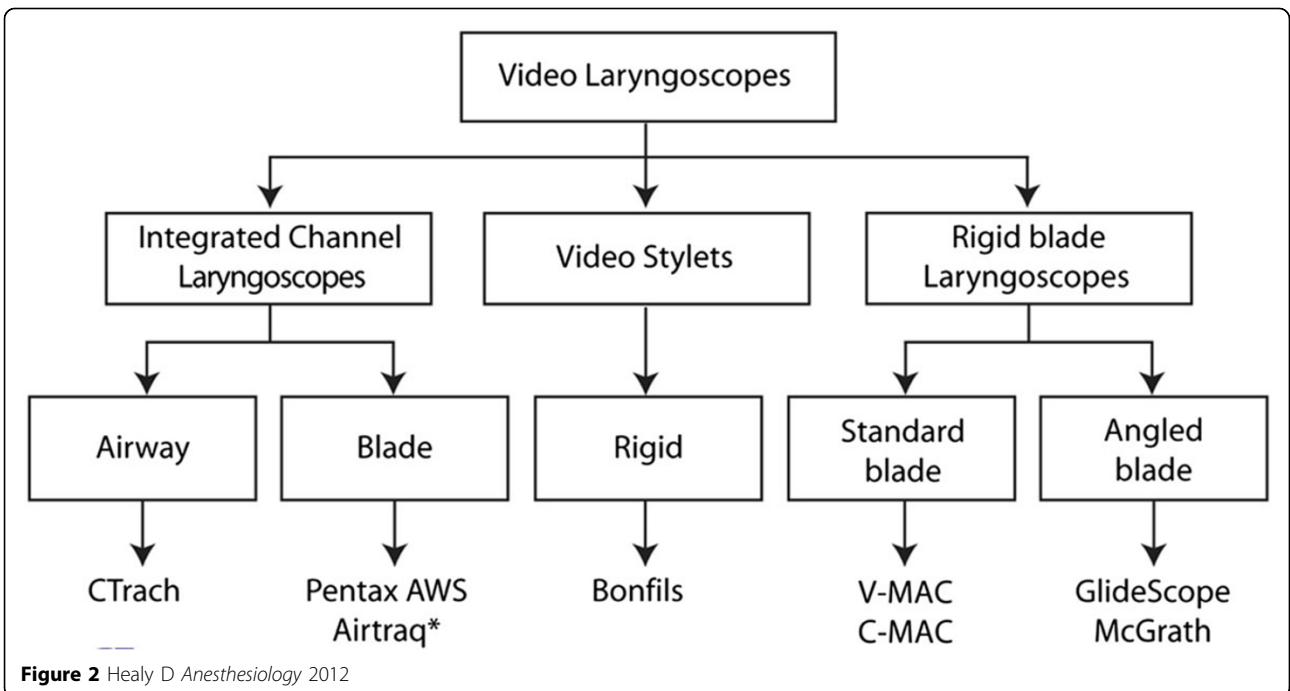 Video Laryngoscopes
Integrated Channel
Laryngoscopes
Video Stylets
Rigid blade
Laryngoscopes
Airway
Blade
Rigid
Standard
blade
Angled
blade
CTrach
Pentax AWS
Airtraq*
Bonfils
V-MAC
C-MAC
GlideScope
McGrath
Figure 2 Healy D Anesthesiology 2012